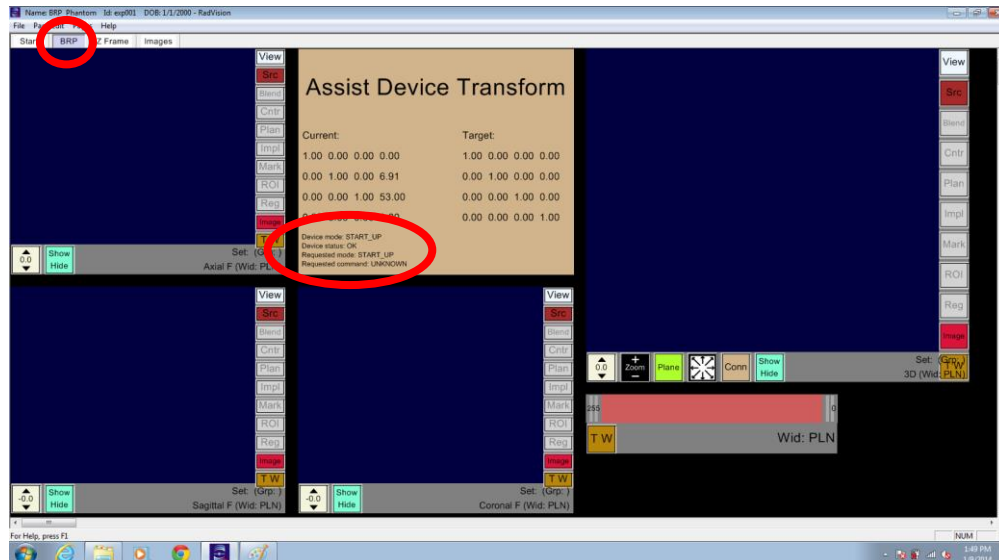 Name: BRP Phantom Id: exp001 DOB: 1/1/2000 - RadVision
File Help
BRP Z Frame Images
View
Src
Blend
Cntr
Plan
Impl
Mark
ROI
Reg
Image
T W
0.0
Show
Hide
Axial F (Wid: PLN)
Assist Device Transform
Current: Target:
1.00 0.00 0.00 0.00 1.00 0.00 0.00 0.00
0.00 1.00 0.00 6.91 0.00 1.00 0.00 0.00
0.00 0.00 1.00 53.00 0.00 0.00 1.00 0.00
0.00 0.00 0.00 1.00
Device mode: START_UP
Device status: OK
Requested mode: START_UP
Requested command: UNKNOWN
View
Src
Blend
Cntr
Plan
Impl
Mark
ROI
Reg
Image
0.0
+
Zoom
−
Plane
Conn
Show
Hide
Set: (Grp: )
T W
3D (Wid: PLN)
View
Src
Blend
Cntr
Plan
Impl
Mark
ROI
Reg
Image
T W
-0.0
Show
Hide
Set: (Grp: )
Sagittal F (Wid: PLN)
View
Src
Blend
Cntr
Plan
Impl
Mark
ROI
Reg
Image
T W
-0.0
Show
Hide
Set: (Grp: )
Coronal F (Wid: PLN)
255 0
T W Wid: PLN
For Help, press F1 NUM
1:49 PM
1/9/2014